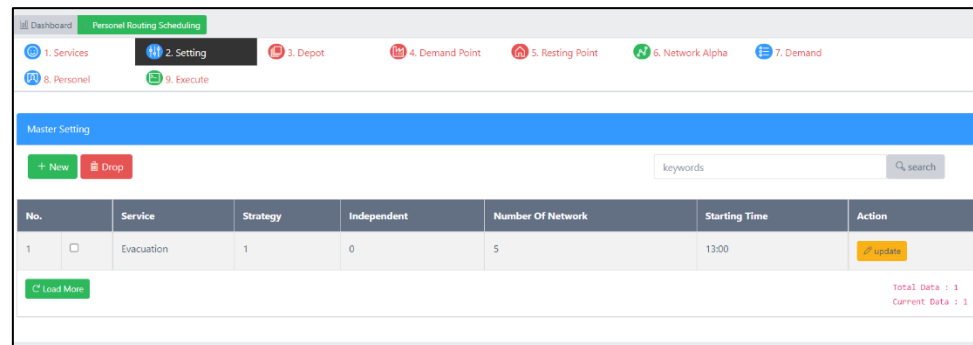 Dashboard Personel Routing Scheduling
1. Services 2. Setting 3. Depot 4. Demand Point 5. Resting Point 6. Network Alpha 7. Demand
8. Personel 9. Execute
Master Setting
+ New Drop keywords search
No. Service Strategy Independent Number Of Network Starting Time Action
1 Evacuation 1 0 5 13:00 update
Load More Total Data : 1
Current Data : 1